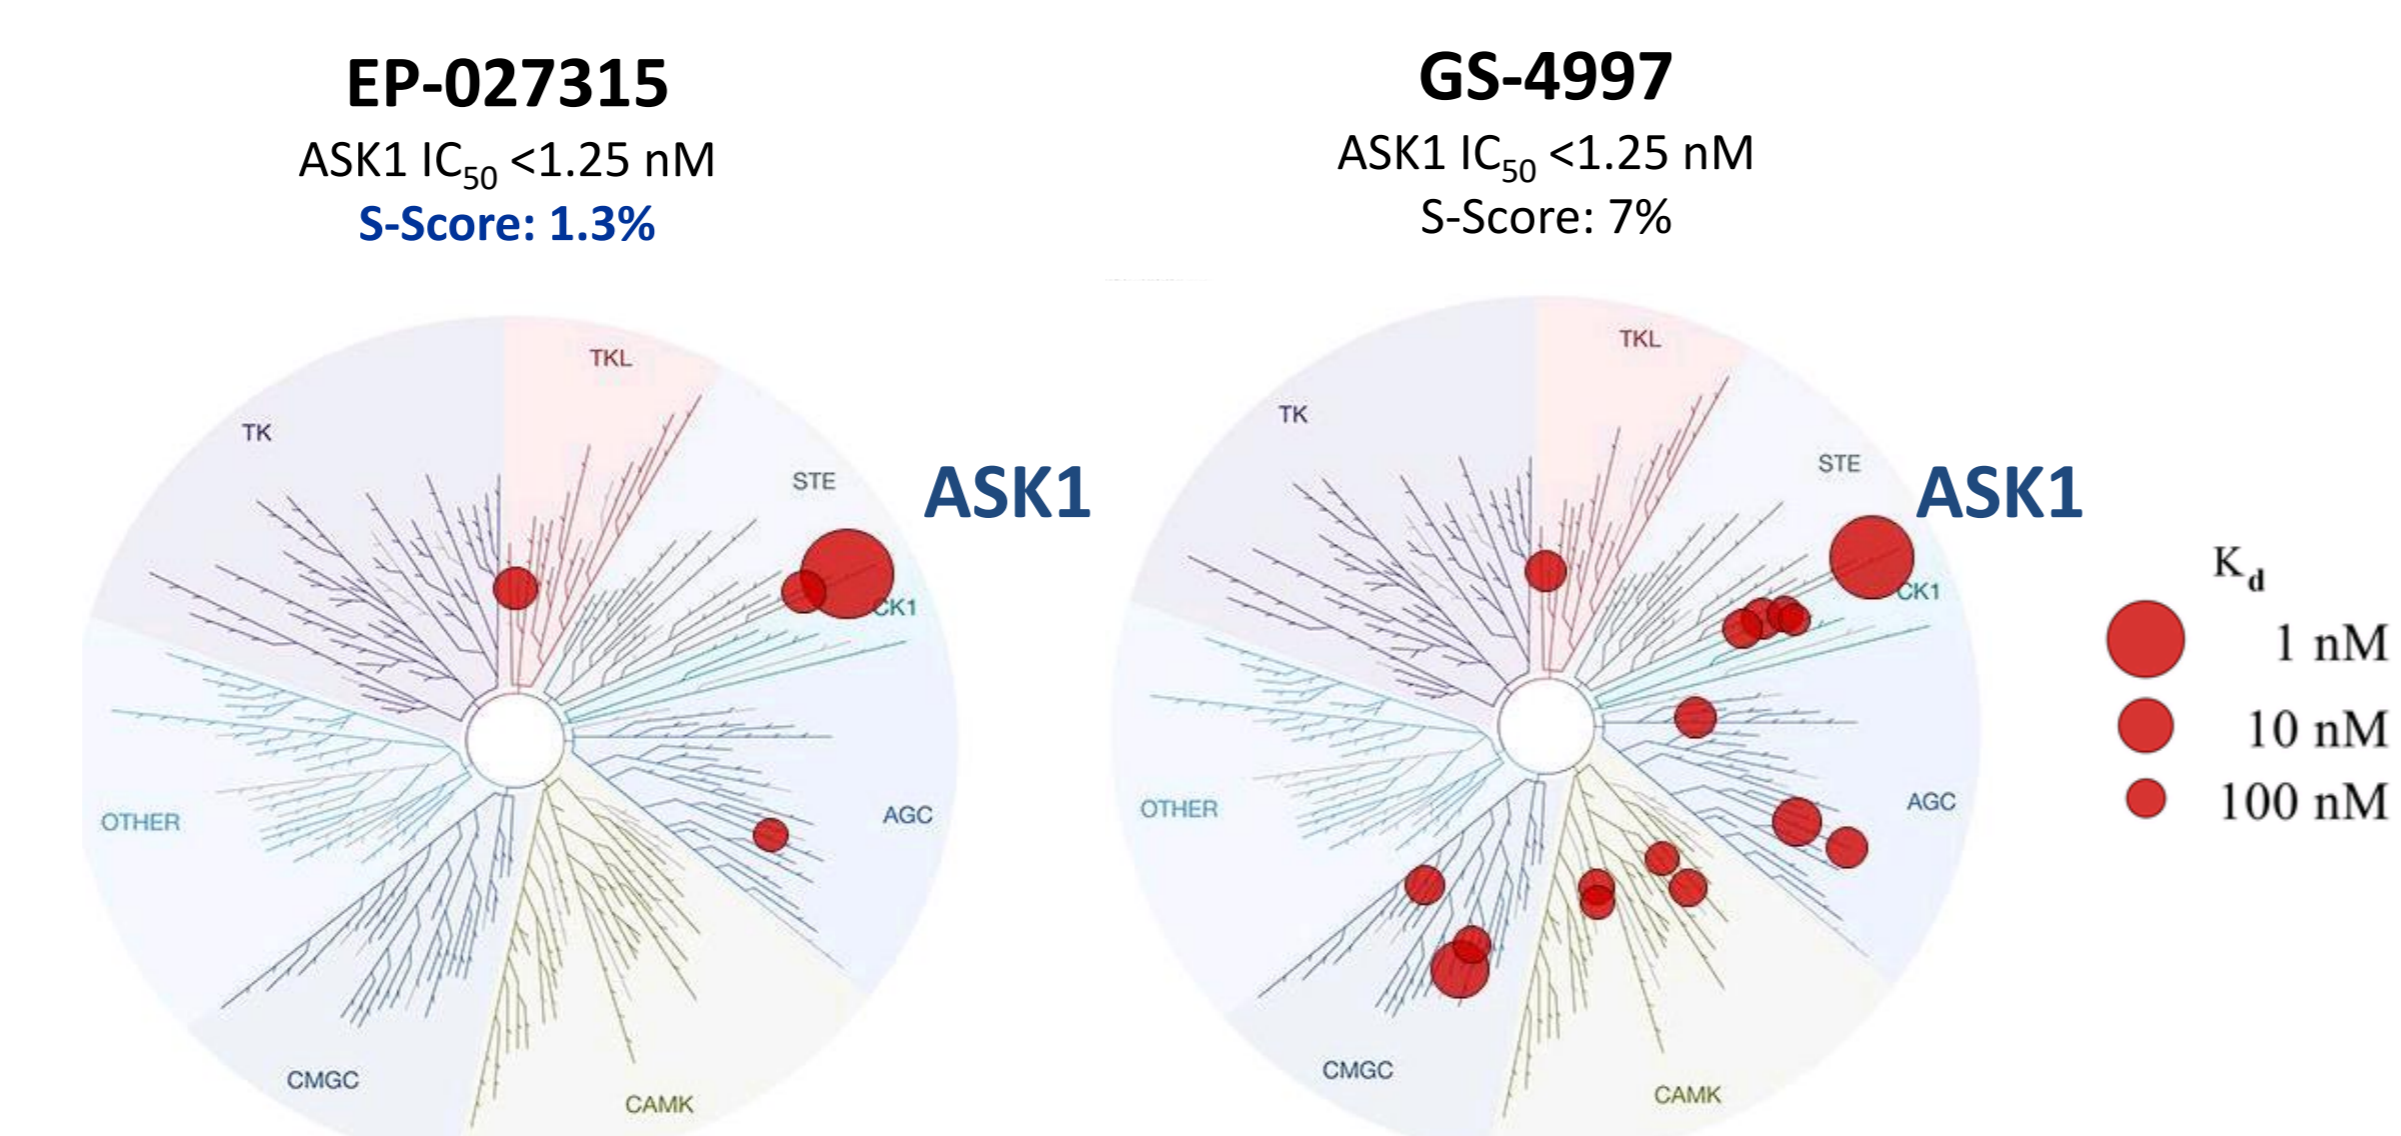 EP-027315
ASK1 IC50 <1.25 nM
S-Score: 1.3%
TKL
TK
STE
ASK1
CK1
OTHER
AGC
CMGC
CAMK
GS-4997
ASK1 IC50 <1.25 nM
S-Score: 7%
TKL
TK
STE
ASK1
CK1
OTHER
AGC
CMGC
CAMK
Kd
1 nM
10 nM
100 nM